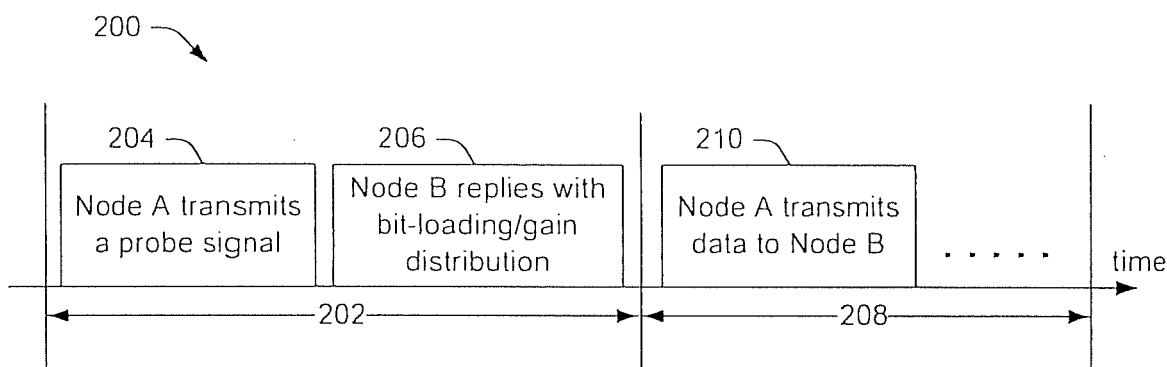 200
204
206
210
Node A transmits
a probe signal
Node B replies with
bit-loading/gain
distribution
Node A transmits
data to Node B
. . . . .
time
202
208